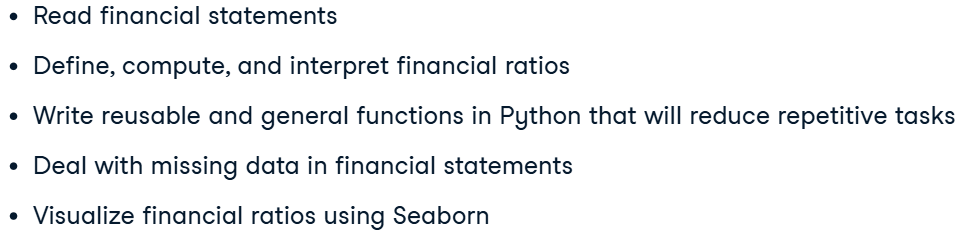 • Read financial statements
• Define, compute, and interpret financial ratios
• Write reusable and general functions in Python that will reduce repetitive tasks
• Deal with missing data in financial statements
• Visualize financial ratios using Seaborn